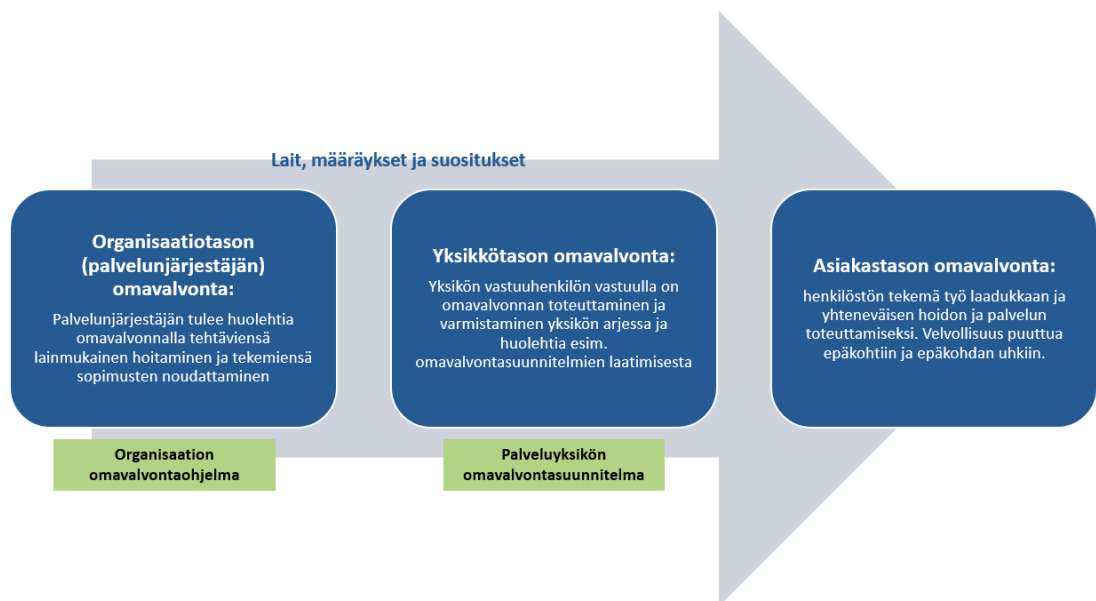 Lait, määräykset ja suositukset
Organisaatiotason
(palvelunjärjestäjän)
omavalvonta:
Palvelunjärjestäjän tulee huolehtia
omavalvonnalla tehtäviensä
lainmukainen hoitaminen ja tekemiensä
sopimusten noudattaminen
Organisaation
omavalvontaohjelma
Yksikkötason omavalvonta:
Yksikön vastuuhenkilön vastuulla on
omavalvonnan toteuttaminen ja
varmistaminen yksikön arjessa ja
huolehtia esim.
omavalvontasuunnitelmien laatimisesta
Palveluyksikön
omavalvontasuunnitelma
Asiakastason omavalvonta:
henkilöstön tekemä työ laadukkaan ja
yhteneväisen hoidon ja palvelun
toteuttamiseksi. Velvollisuus puuttua
epäkohtiin ja epäkohdan uhkiin.